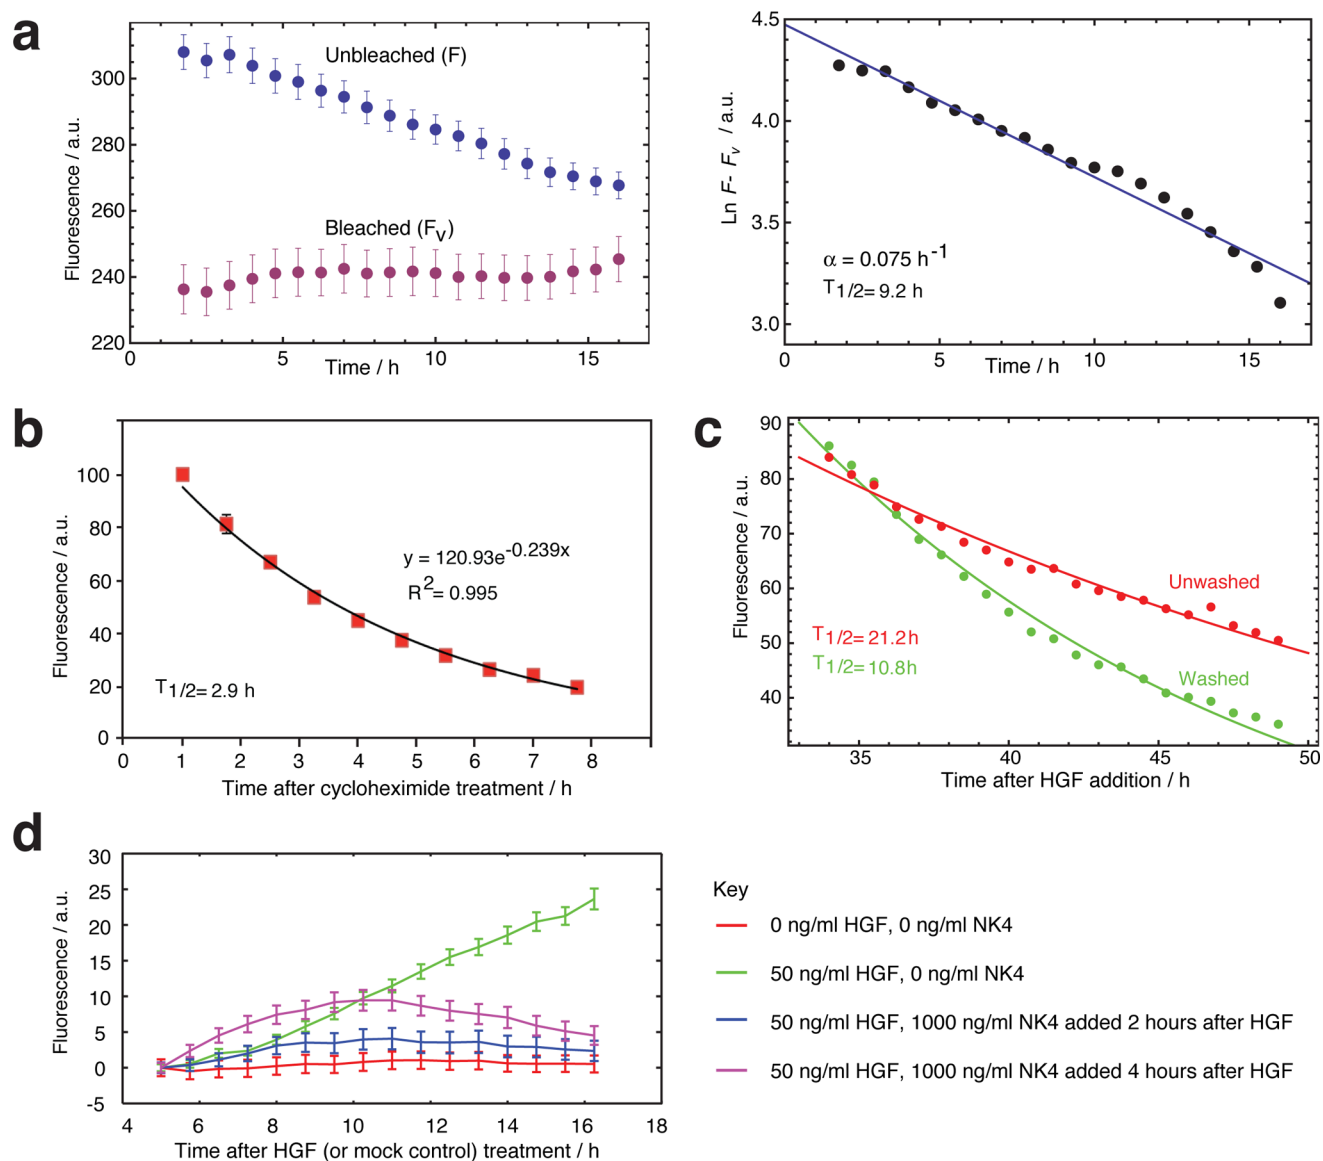 a
Unbleached (F)
Bleached (Fv)
Fluorescence / a.u.
300
280
260
240
220
0 5 10 15
Time / h
Ln F- Fv / a.u.
4.5
4.0
3.5
3.0
α = 0.075 h-1
T1/2= 9.2 h
0 5 10 15
Time / h
b
Fluorescence / a.u.
100
80
60
40
20
0
y = 120.93e-0.239x
R2= 0.995
T1/2= 2.9 h
0 1 2 3 4 5 6 7 8
Time after cycloheximide treatment / h
c
Fluorescence / a.u.
90
80
70
60
50
40
Unwashed
T1/2= 21.2h
T1/2= 10.8h
Washed
35 40 45 50
Time after HGF addition / h
d
Fluorescence / a.u.
30
25
20
15
10
5
0
-5
4 6 8 10 12 14 16 18
Time after HGF (or mock control) treatment / h
Key
0 ng/ml HGF, 0 ng/ml NK4
50 ng/ml HGF, 0 ng/ml NK4
50 ng/ml HGF, 1000 ng/ml NK4 added 2 hours after HGF
50 ng/ml HGF, 1000 ng/ml NK4 added 4 hours after HGF